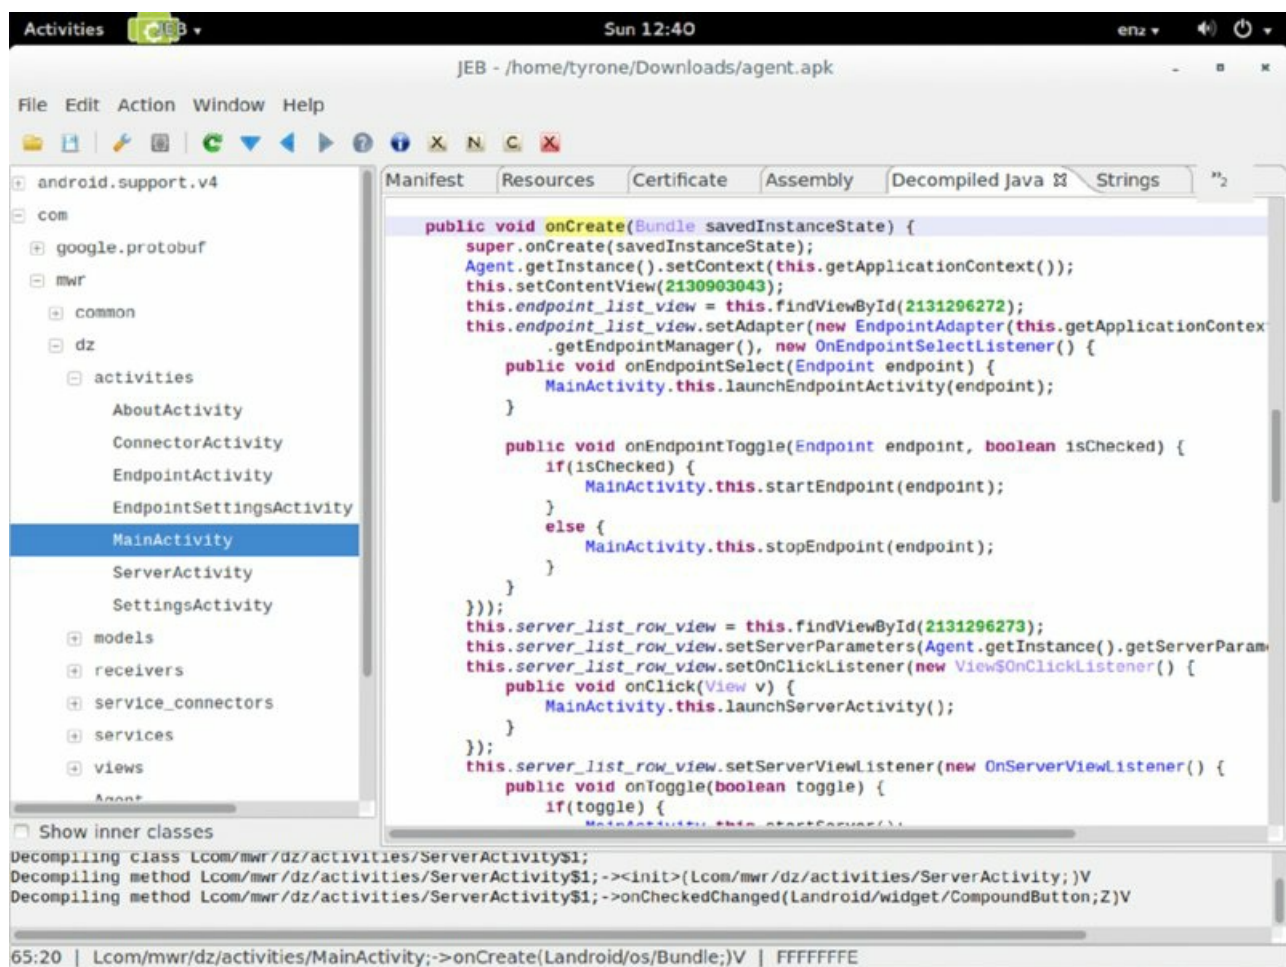 Activities JEB Sun 12:40 en₂
JEB - /home/tyrone/Downloads/agent.apk
File Edit Action Window Help
X N C X
android.support.v4
com
google.protobuf
mwr
common
dz
activities
AboutActivity
ConnectorActivity
EndpointActivity
EndpointSettingsActivity
MainActivity
ServerActivity
SettingsActivity
models
receivers
service_connectors
services
views
Agent
Show inner classes
Manifest Resources Certificate Assembly Decompiled Java Strings »₂
public void onCreate(Bundle savedInstanceState) {
super.onCreate(savedInstanceState);
Agent.getInstance().setContext(this.getApplicationContext());
this.setContentView(2130903043);
this.endpoint_list_view = this.findViewById(2131296272);
this.endpoint_list_view.setAdapter(new EndpointAdapter(this.getApplicationContex
.getEndpointManager(), new OnEndpointSelectListener() {
public void onEndpointSelect(Endpoint endpoint) {
MainActivity.this.launchEndpointActivity(endpoint);
}
public void onEndpointToggle(Endpoint endpoint, boolean isChecked) {
if(isChecked) {
MainActivity.this.startEndpoint(endpoint);
}
else {
MainActivity.this.stopEndpoint(endpoint);
}
}
}));
this.server_list_row_view = this.findViewById(2131296273);
this.server_list_row_view.setServerParameters(Agent.getInstance().getServerParam
this.server_list_row_view.setOnClickListener(new View$OnClickListener() {
public void onClick(View v) {
MainActivity.this.launchServerActivity();
}
});
this.server_list_row_view.setServerViewListener(new OnServerViewListener() {
public void onToggle(boolean toggle) {
if(toggle) {
MainActivity.this.startServer();
Decompiling class Lcom/mwr/dz/activities/ServerActivity$1;
Decompiling method Lcom/mwr/dz/activities/ServerActivity$1;-><init>(Lcom/mwr/dz/activities/ServerActivity;)V
Decompiling method Lcom/mwr/dz/activities/ServerActivity$1;->onCheckedChanged(Landroid/widget/CompoundButton;Z)V
65:20 | Lcom/mwr/dz/activities/MainActivity;->onCreate(Landroid/os/Bundle;)V | FFFFFFFE